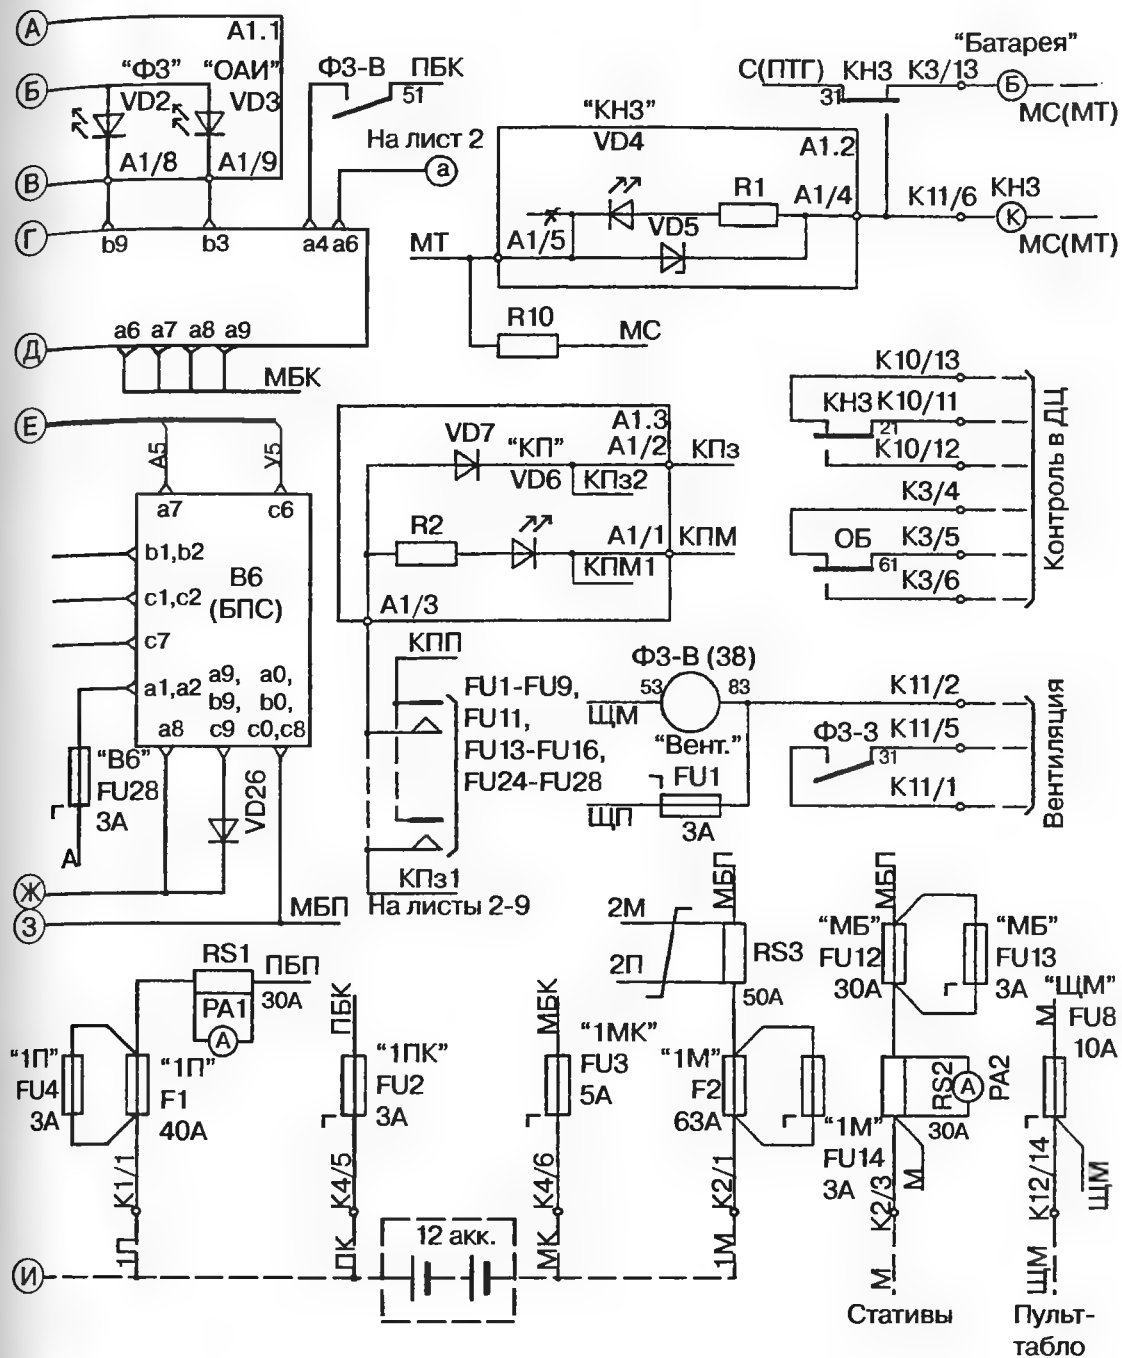 А
А1.1
Б
"ФЗ"
VD2
"ОАИ"
VD3
А1/8
А1/9
В
Г
b9
b3
a4
a6
ФЗ-В
ПБК
51
На лист 2
а
Д
a6
a7
a8
a9
МБК
"Батарея"
С(ПТГ)
КНЗ
К3/13
31
Б
МС(МТ)
"КНЗ"
VD4
А1.2
R1
А1/4
К11/6
КНЗ
К
МС(МТ)
А1/5
VD5
МТ
R10
МС
Е
А5
У5
a7
c6
b1,b2
c1,c2
c7
a1,a2
В6
(БПС)
a9,
b9,
c9
a0,
b0,
c0,c8
a8
"В6"
FU28
3А
А
VD26
Ж
З
МБП
А1.3
VD7
"КП"
VD6
А1/2
КПз
КПз2
R2
А1/1
КПМ
КПМ1
А1/3
КПП
FU1-FU9,
FU11,
FU13-FU16,
FU24-FU28
КПз1
На листы 2-9
К10/13
КНЗ
К10/11
21
К10/12
К3/4
ОБ
К3/5
61
К3/6
Контроль в ДЦ
ФЗ-В (38)
53
83
ЩМ
"Вент."
FU1
ЩП
3А
К11/2
ФЗ-З
К11/5
31
К11/1
Вентиляция
RS1
ПБП
30А
РА1
А
"1П"
FU4
3А
"1П"
F1
40А
К1/1
1П
ПБК
"1ПК"
FU2
3А
К4/5
ПК
МБК
"1МК"
FU3
5А
К4/6
МК
МБП
2М
2П
RS3
50А
"1М"
F2
63А
"1М"
FU14
3А
К2/1
1М
МБП
"МБ"
FU12
30А
"МБ"
FU13
3А
RS2
А
РА2
30А
М
К2/3
М
Стативы
"ЩМ"
FU8
10А
М
К12/14
ЩМ
ЩМ
Пульт-
табло
И
12 акк.